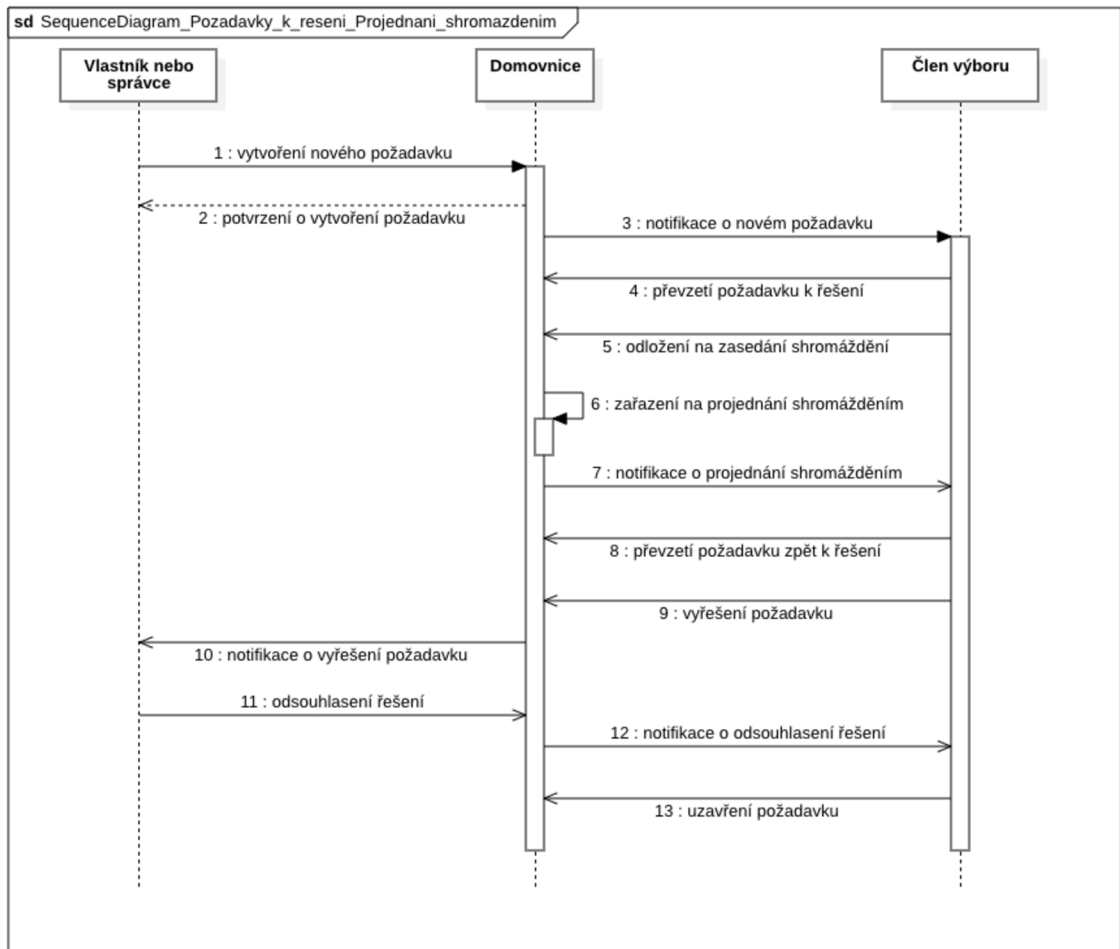 sd SequenceDiagram_Pozadavky_k_reseni_Projednani_shromazdenim
Vlastník nebo
správce
Domovnice
Člen výboru
1 : vytvoření nového požadavku
2 : potvrzení o vytvoření požadavku
3 : notifikace o novém požadavku
4 : převzetí požadavku k řešení
5 : odložení na zasedání shromáždění
6 : zařazení na projednání shromážděním
7 : notifikace o projednání shromážděním
8 : převzetí požadavku zpět k řešení
9 : vyřešení požadavku
10 : notifikace o vyřešení požadavku
11 : odsouhlasení řešení
12 : notifikace o odsouhlasení řešení
13 : uzavření požadavku